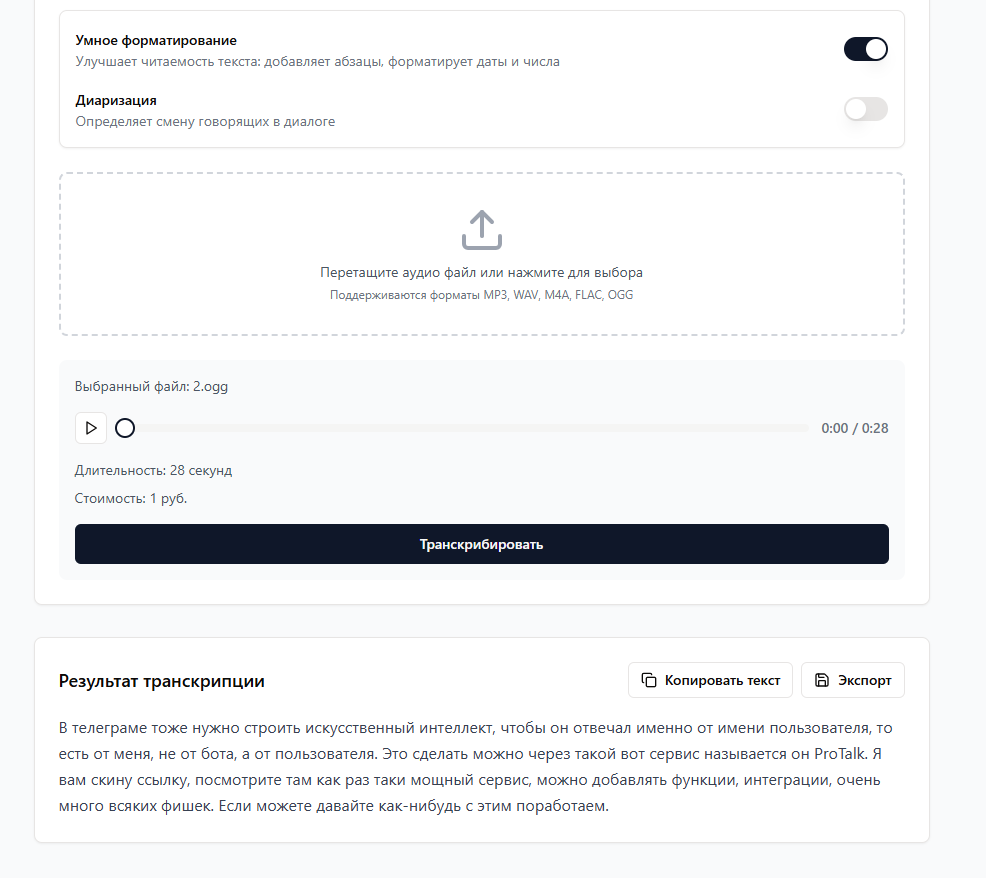 Умное форматирование
Улучшает читаемость текста: добавляет абзацы, форматирует даты и числа
Диаризация
Определяет смену говорящих в диалоге
Перетащите аудио файл или нажмите для выбора
Поддерживаются форматы MP3, WAV, M4A, FLAC, OGG
Выбранный файл: 2.ogg
0:00 / 0:28
Длительность: 28 секунд
Стоимость: 1 руб.
Транскрибировать
Результат транскрипции
Копировать текст
Экспорт
В телеграме тоже нужно строить искусственный интеллект, чтобы он отвечал именно от имени пользователя, то
есть от меня, не от бота, а от пользователя. Это сделать можно через такой вот сервис называется он ProTalk. Я
вам скину ссылку, посмотрите там как раз таки мощный сервис, можно добавлять функции, интеграции, очень
много всяких фишек. Если можете давайте как-нибудь с этим поработаем.